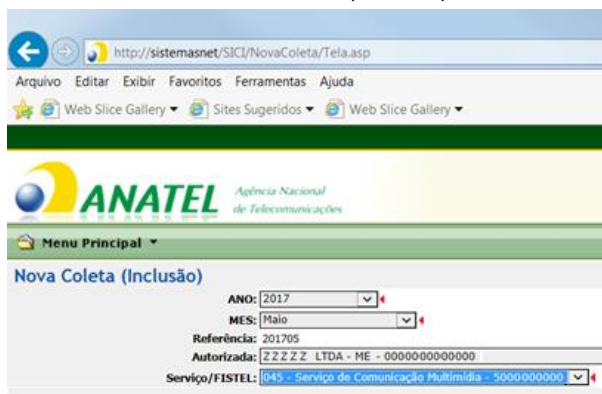 http://sistemasnet/SICI/NovaColeta/Tela.asp
Arquivo Editar Exibir Favoritos Ferramentas Ajuda
Web Slice Gallery Sites Sugeridos Web Slice Gallery
ANATEL Agência Nacional
de Telecomunicações
Menu Principal
Nova Coleta (Inclusão)
ANO: 2017
MES: Maio
Referência: 201705
Autorizada: Z Z Z Z Z LTDA - ME - 0000000000000
Serviço/FISTEL: 045 - Serviço de Comunicação Multimídia - 5000000000